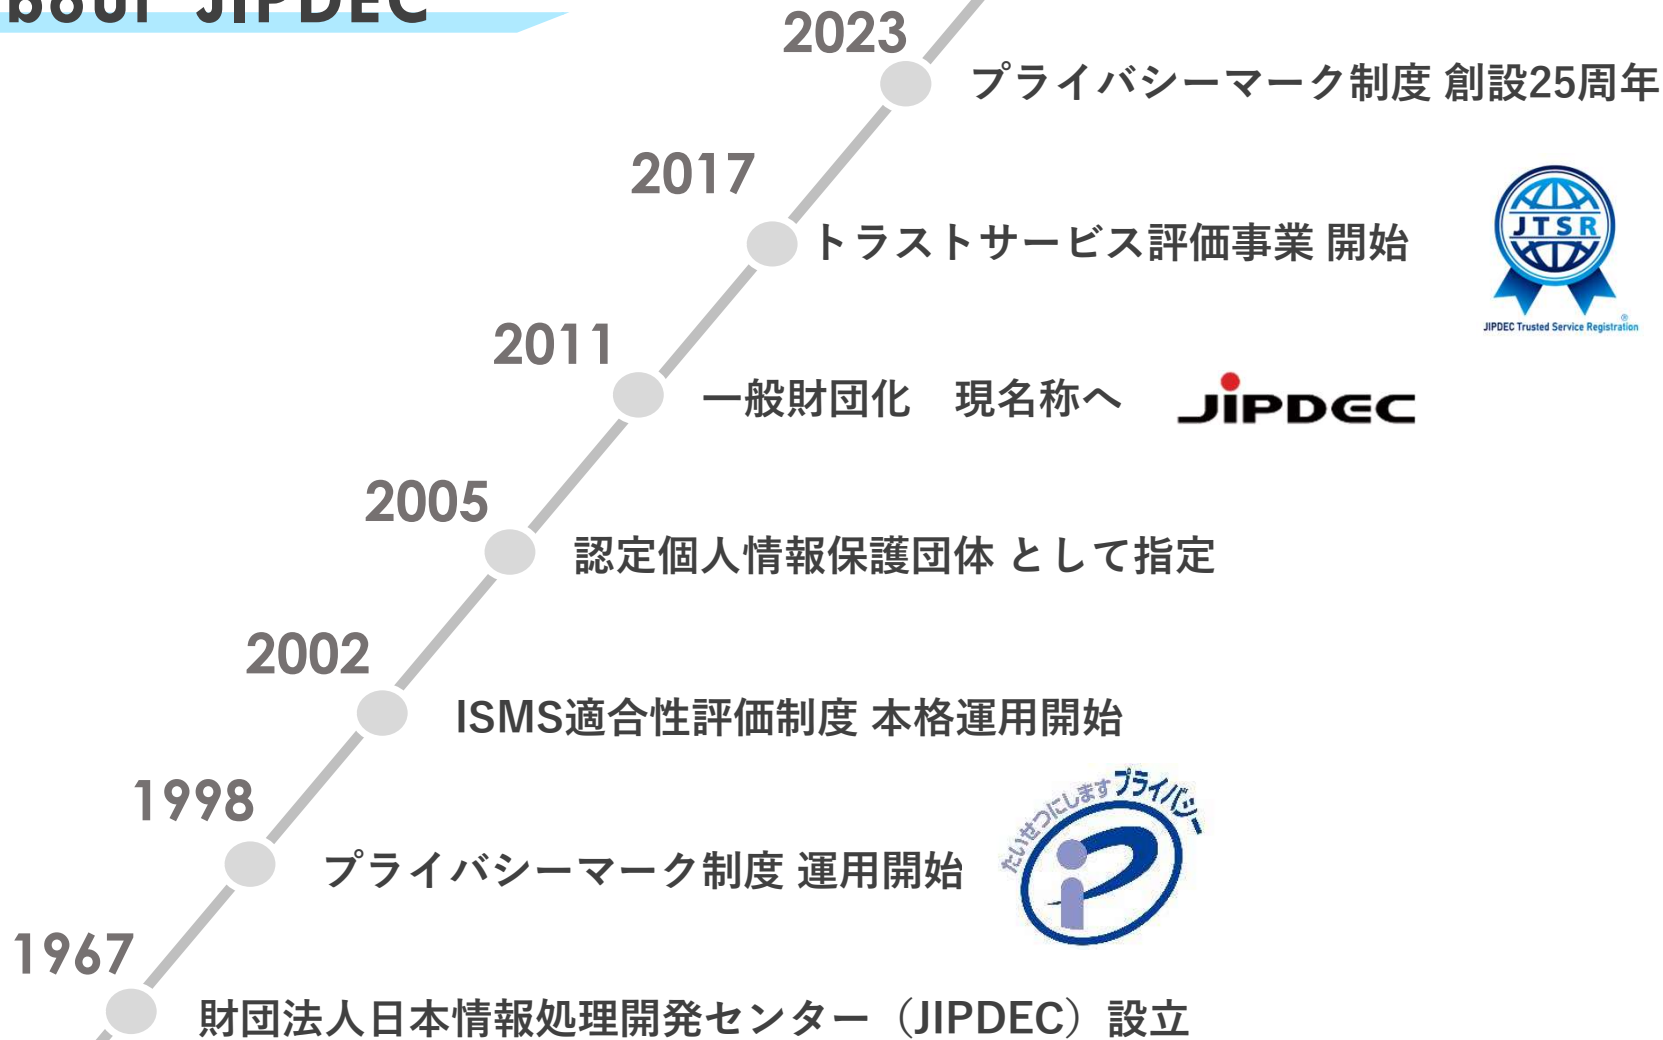 bout JIPDEC
2023
プライバシーマーク制度 創設25周年
2017
トラストサービス評価事業 開始
JTSR
JIPDEC Trusted Service Registration
®
2011
一般財団化　現名称へ
JIPDEC
2005
認定個人情報保護団体 として指定
2002
ISMS適合性評価制度 本格運用開始
1998
プライバシーマーク制度 運用開始
たいせつにしますプライバシー
1967
財団法人日本情報処理開発センター（JIPDEC）設立